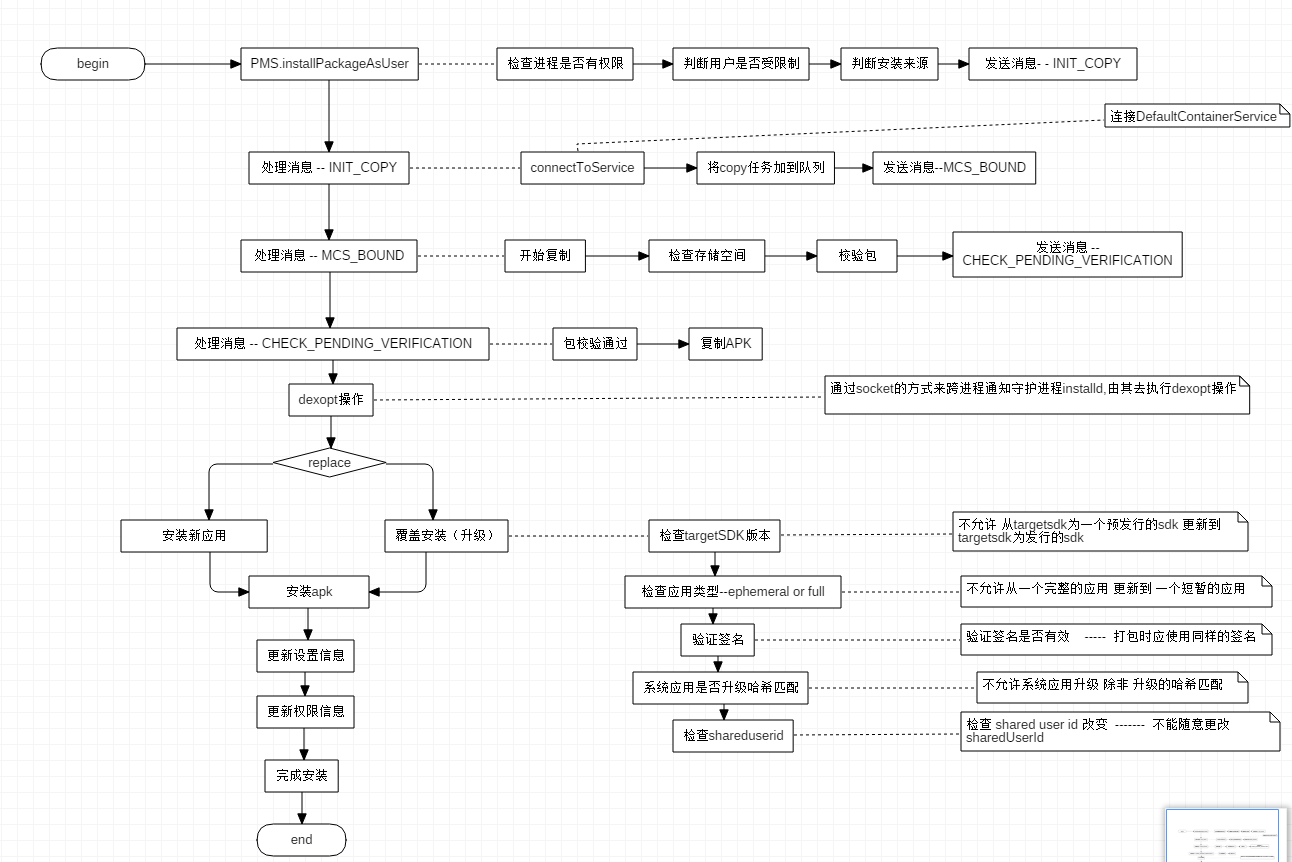 begin
PMS.installPackageAsUser
检查进程是否有权限
判断用户是否受限制
判断安装来源
发送消息- - INIT_COPY
连接DefaultContainerService
处理消息 -- INIT_COPY
connectToService
将copy任务加到队列
发送消息--MCS_BOUND
处理消息 -- MCS_BOUND
开始复制
检查存储空间
校验包
发送消息 --
CHECK_PENDING_VERIFICATION
处理消息 -- CHECK_PENDING_VERIFICATION
包校验通过
复制APK
dexopt操作
通过socket的方式来跨进程通知守护进程installd,由其去执行dexopt操作
replace
安装新应用
覆盖安装（升级）
检查targetSDK版本
不允许 从targetsdk为一个预发行的sdk 更新到
targetsdk为发行的sdk
安装apk
检查应用类型--ephemeral or full
不允许从一个完整的应用 更新到 一个短暂的应用
验证签名
验证签名是否有效 ----- 打包时应使用同样的签名
更新设置信息
系统应用是否升级哈希匹配
不允许系统应用升级 除非 升级的哈希匹配
更新权限信息
检查shareduserid
检查 shared user id 改变 ------- 不能随意更改
sharedUserId
完成安装
end